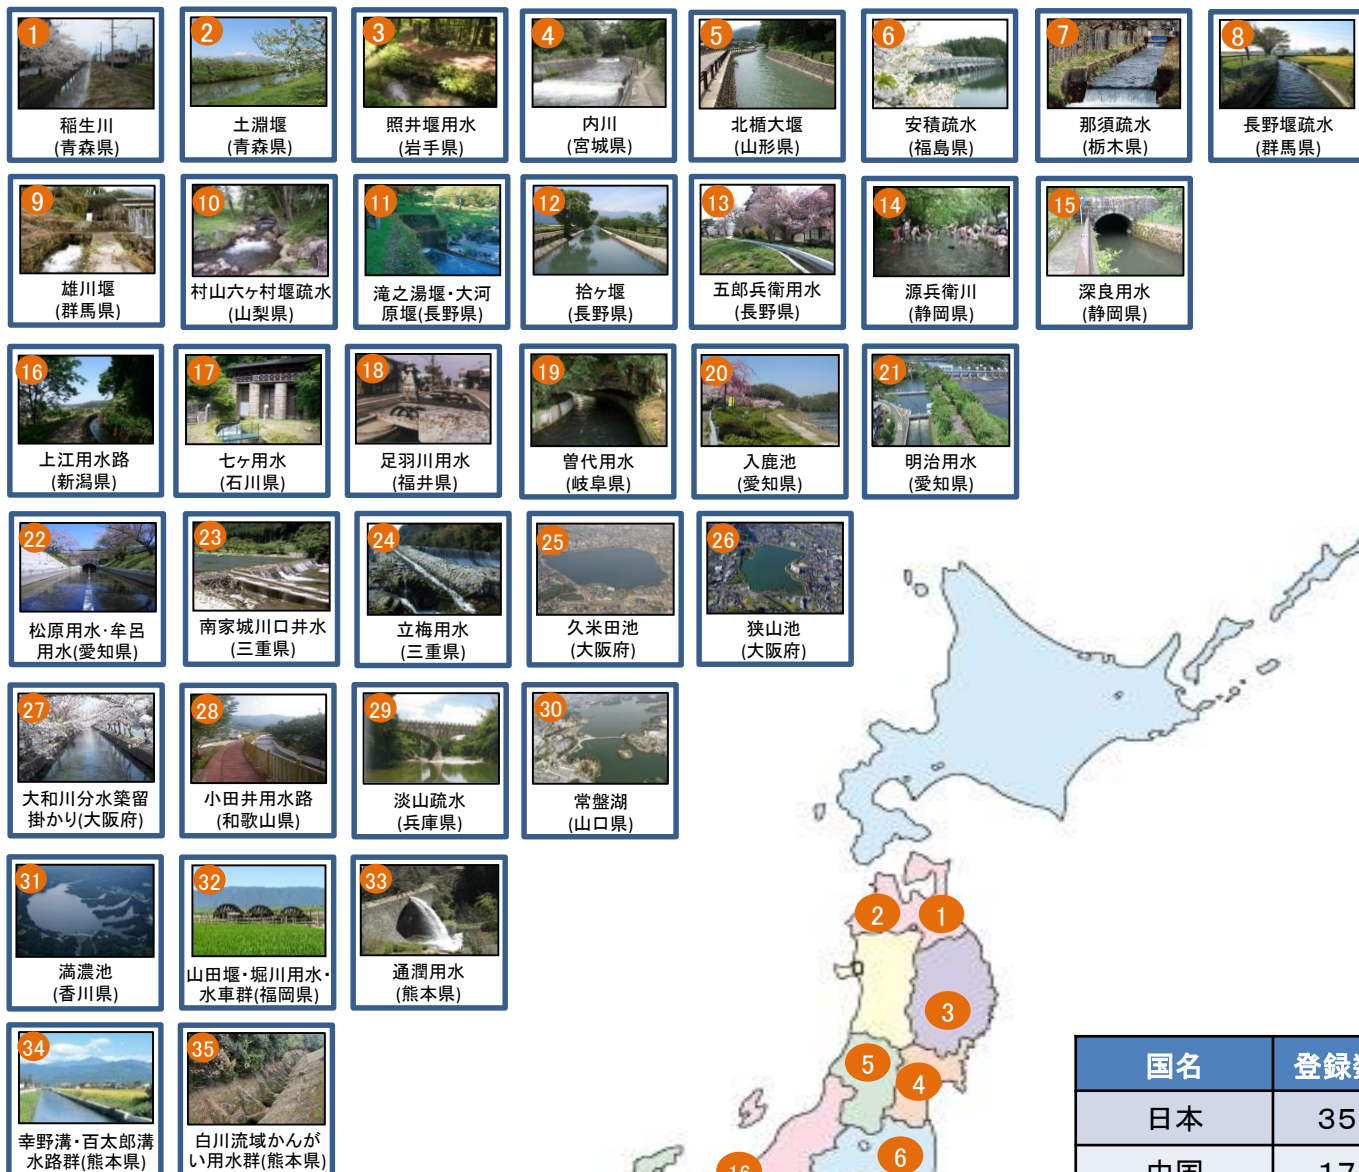 1
稲生川
(青森県)
2
土淵堰
(青森県)
3
照井堰用水
(岩手県)
4
内川
(宮城県)
5
北楯大堰
(山形県)
6
安積疏水
(福島県)
7
那須疏水
(栃木県)
8
長野堰疏水
(群馬県)
9
雄川堰
(群馬県)
10
村山六ヶ村堰疏水
(山梨県)
11
滝之湯堰・大河
原堰(長野県)
12
拾ヶ堰
(長野県)
13
五郎兵衛用水
(長野県)
14
源兵衛川
(静岡県)
15
深良用水
(静岡県)
16
上江用水路
(新潟県)
17
七ヶ用水
(石川県)
18
足羽川用水
(福井県)
19
曽代用水
(岐阜県)
20
入鹿池
(愛知県)
21
明治用水
(愛知県)
22
松原用水・牟呂
用水(愛知県)
23
南家城川口井水
(三重県)
24
立梅用水
(三重県)
25
久米田池
(大阪府)
26
狭山池
(大阪府)
27
大和川分水築留
掛かり(大阪府)
28
小田井用水路
(和歌山県)
29
淡山疏水
(兵庫県)
30
常盤湖
(山口県)
31
満濃池
(香川県)
32
山田堰・堀川用水・
水車群(福岡県)
33
通潤用水
(熊本県)
34
幸野溝・百太郎溝
水路群(熊本県)
35
白川流域かんが
い用水群(熊本県)
2
1
3
5
4
6
16
国名 登録数
日本 35
中国 17